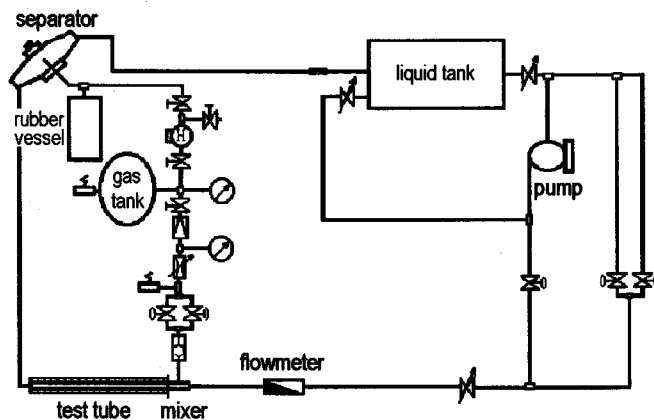 separator
liquid tank
rubber
vessel
H
gas
tank
pump
flowmeter
test tube
mixer